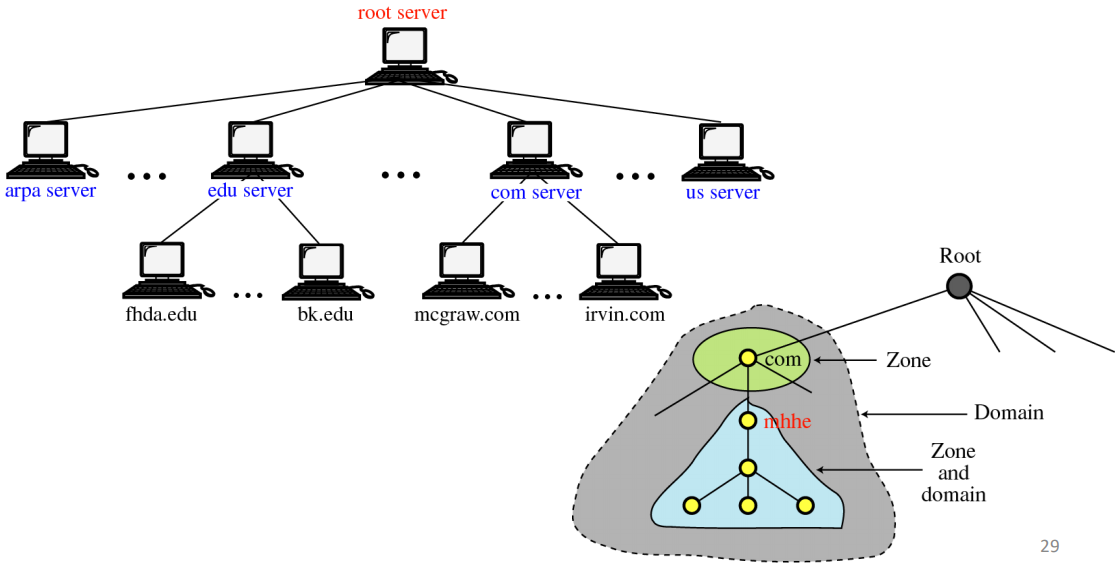 root server
arpa server
edu server
com server
us server
fhda.edu
bk.edu
mcgraw.com
irvin.com
Root
com
Zone
mhhe
Domain
Zone
and
domain
29